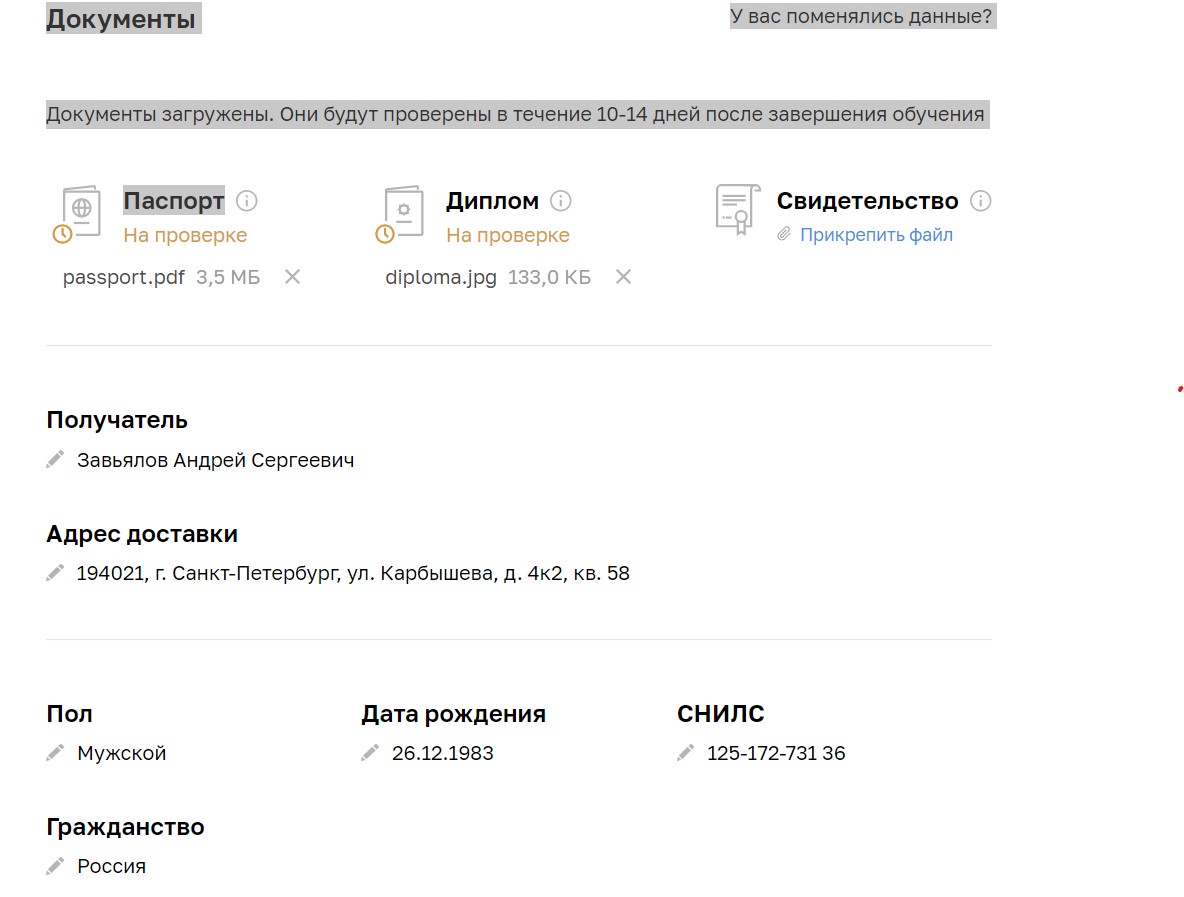 Документы
У вас поменялись данные?
Документы загружены. Они будут проверены в течение 10-14 дней после завершения обучения
Паспорт
На проверке
passport.pdf 3,5 МБ
Диплом
На проверке
diploma.jpg 133,0 КБ
Свидетельство
Прикрепить файл
Получатель
Завьялов Андрей Сергеевич
Адрес доставки
194021, г. Санкт-Петербург, ул. Карбышева, д. 4к2, кв. 58
Пол
Мужской
Дата рождения
26.12.1983
СНИЛС
125-172-731 36
Гражданство
Россия